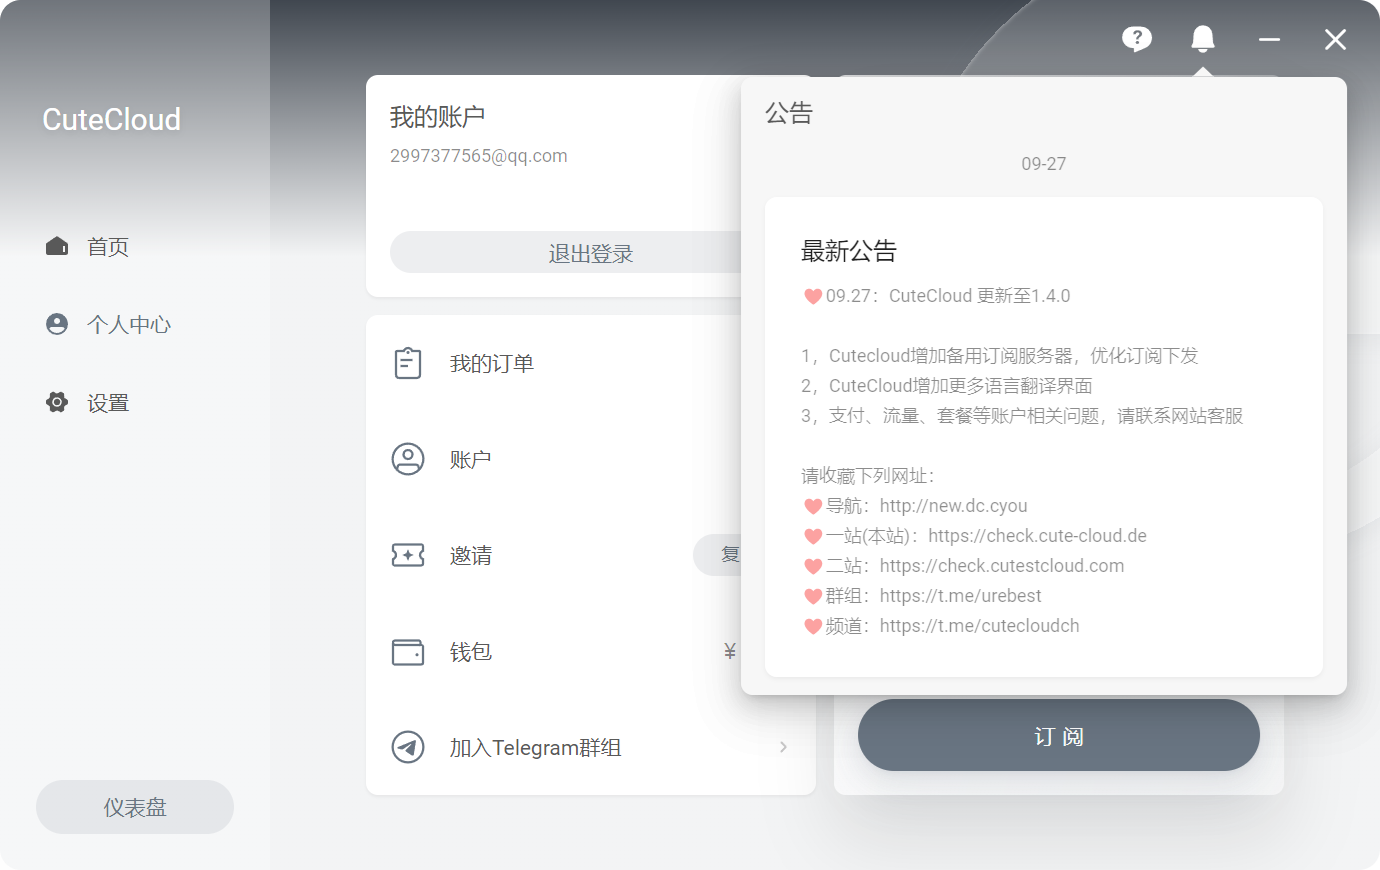 CuteCloud
首页
个人中心
设置
仪表盘
我的账户
2997377565@qq.com
退出登录
我的订单
账户
邀请
复
钱包
¥
加入Telegram群组
公告
09-27
最新公告
09.27：CuteCloud 更新至1.4.0
1，Cutecloud增加备用订阅服务器，优化订阅下发
2，CuteCloud增加更多语言翻译界面
3，支付、流量、套餐等账户相关问题，请联系网站客服
请收藏下列网址：
导航：http://new.dc.cyou
一站(本站)：https://check.cute-cloud.de
二站：https://check.cutestcloud.com
群组：https://t.me/urebest
频道：https://t.me/cutecloudch
订 阅